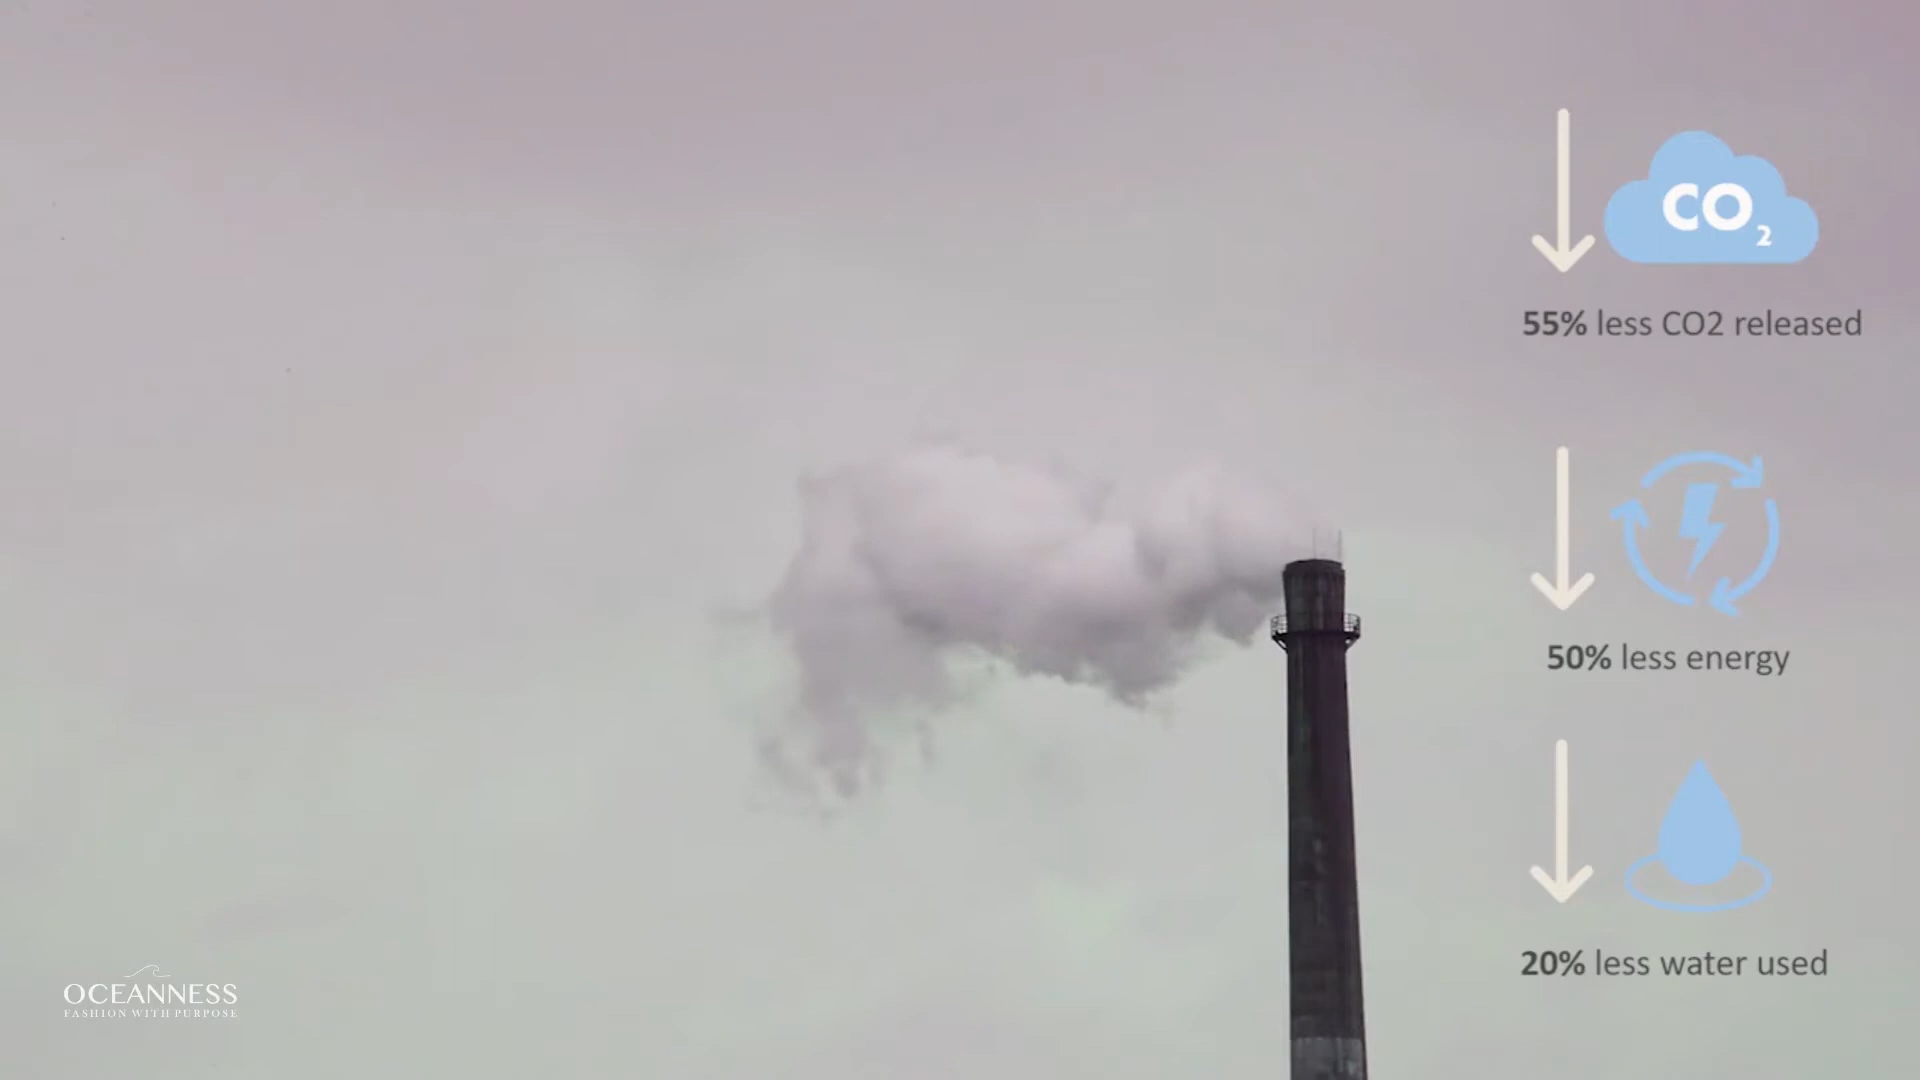 CO2
55% less CO2 released
50% less energy
20% less water used
OCEANNESS
FASHION WITH PURPOSE